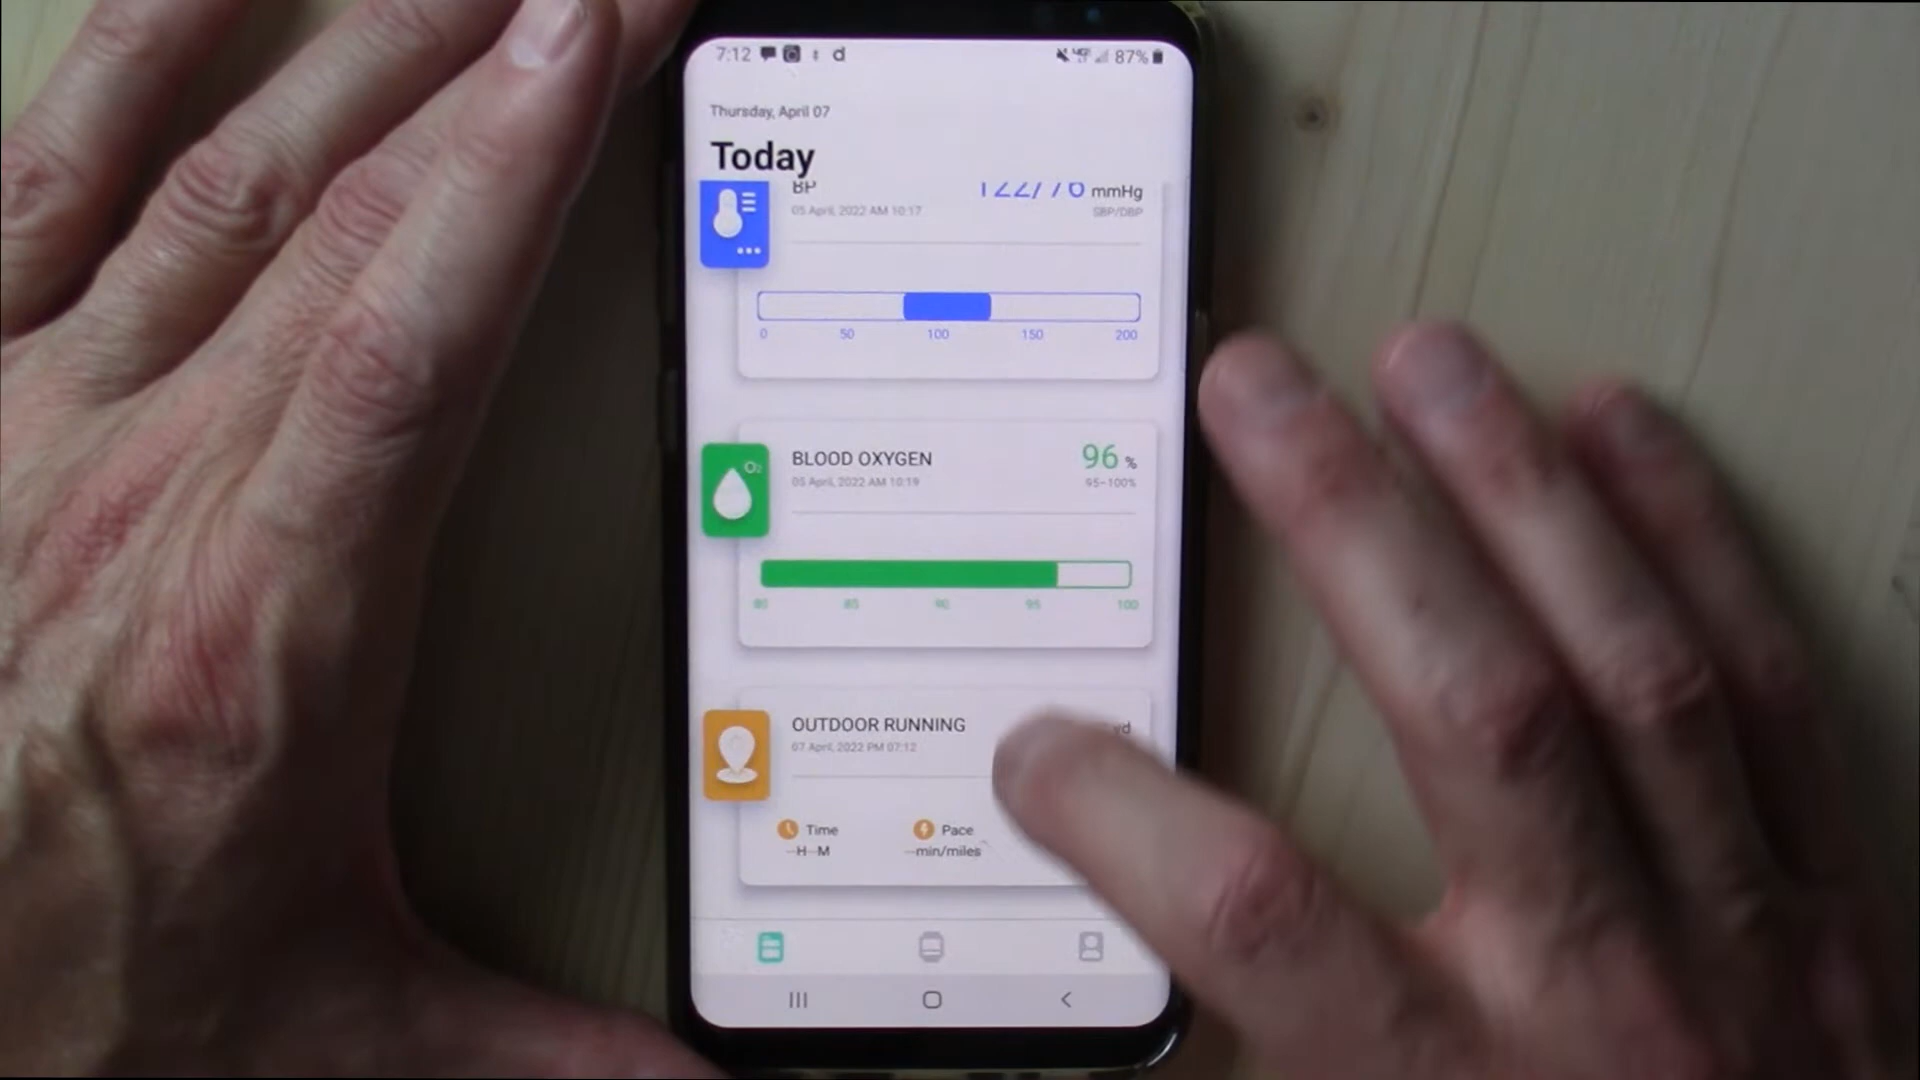 7:12 87%
Thursday, April 07
Today
BP 122/76 mmHg
05 April, 2022 AM 10:17 SBP/DBP
0 50 100 150 200
O₂ BLOOD OXYGEN 96 %
05 April, 2022 AM 10:19 95~100%
80 85 90 95 100
OUTDOOR RUNNING yd
07 April, 2022 PM 07:12
Time Pace
--H--M --min/miles